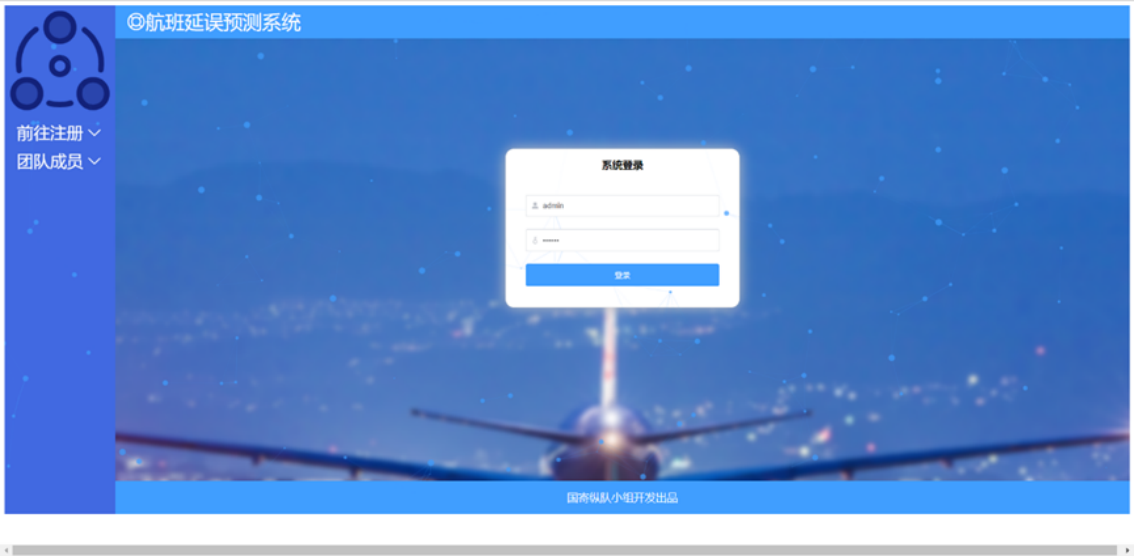 航班延误预测系统
前往注册
团队成员
系统登录
admin
登录
国寄纵队小组开发出品